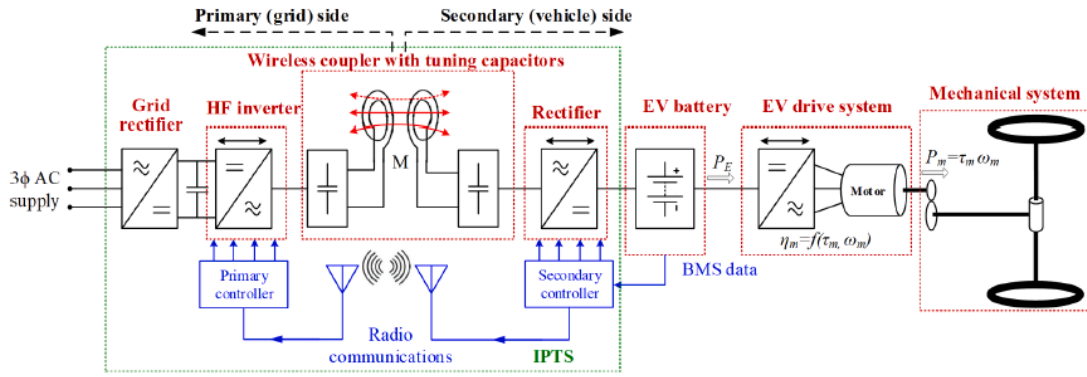 Primary (grid) side
Secondary (vehicle) side
Wireless coupler with tuning capacitors
Grid
rectifier
HF inverter
Rectifier
EV battery
EV drive system
Mechanical system
3ϕ AC
supply
M
P_E
Motor
P_m=τ_m ω_m
η_m=f(τ_m, ω_m)
Primary
controller
Secondary
controller
BMS data
Radio
communications
IPTS